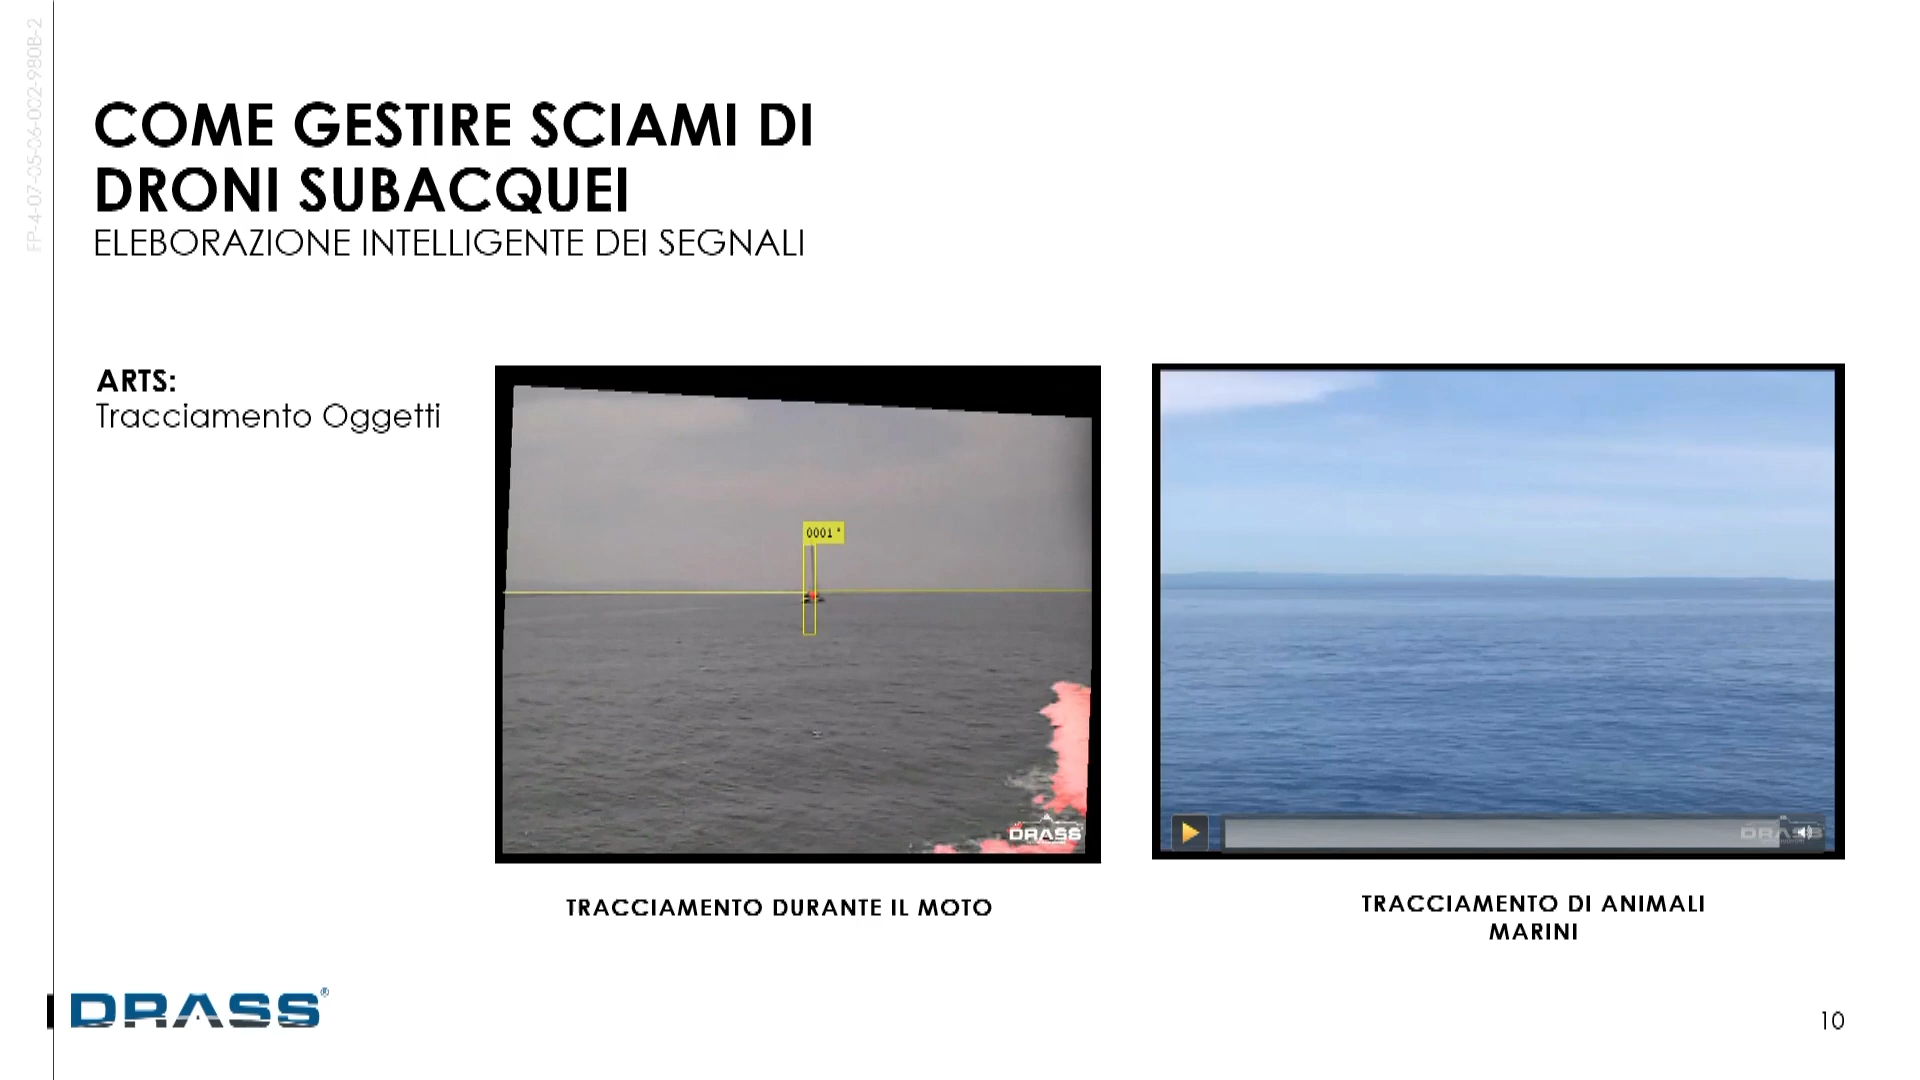 FP-4-07-05-06-002-980B-2
COME GESTIRE SCIAMI DI
DRONI SUBACQUEI
ELEBORAZIONE INTELLIGENTE DEI SEGNALI
ARTS:
Tracciamento Oggetti
0001 *
DRASS
DRASS
TRACCIAMENTO DURANTE IL MOTO
TRACCIAMENTO DI ANIMALI
MARINI
DRASS®
10